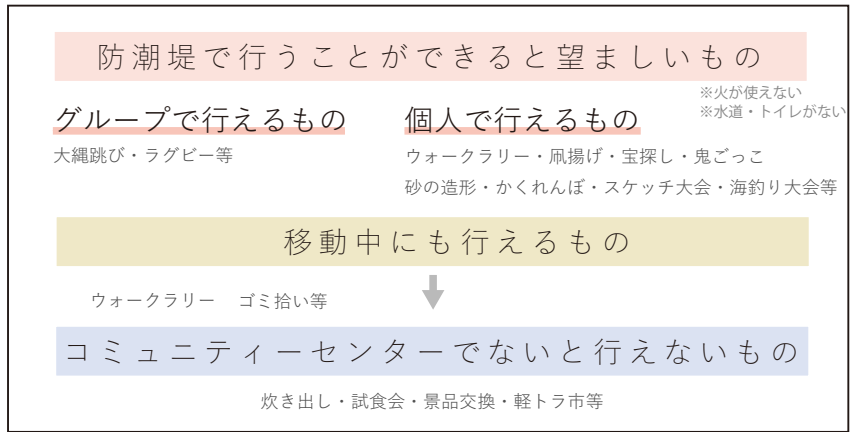 防潮堤で行うことができると望ましいもの
※火が使えない
※水道・トイレがない
グループで行えるもの
大縄跳び・ラグビー等
個人で行えるもの
ウォークラリー・凧揚げ・宝探し・鬼ごっこ
砂の造形・かくれんぼ・スケッチ大会・海釣り大会等
移動中にも行えるもの
ウォークラリー　ゴミ拾い等
コミュニティーセンターでないと行えないもの
炊き出し・試食会・景品交換・軽トラ市等